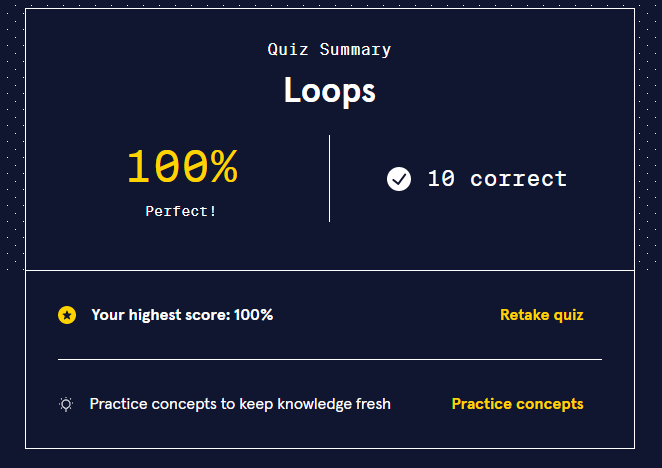 Quiz Summary
Loops
100%
Perfect!
10 correct
Your highest score: 100%
Retake quiz
Practice concepts to keep knowledge fresh
Practice concepts